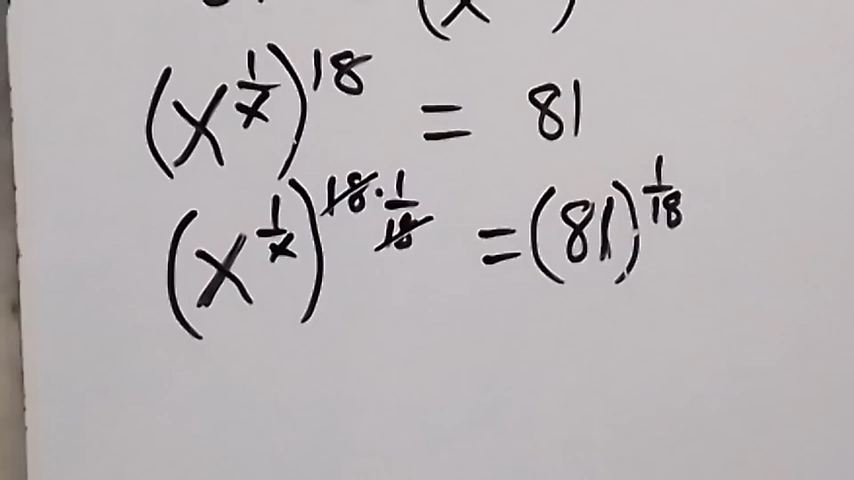 (x
)
(x^{1/x})^{18} = 81
(x^{1/x})^{18·1/18} = (81)^{1/18}